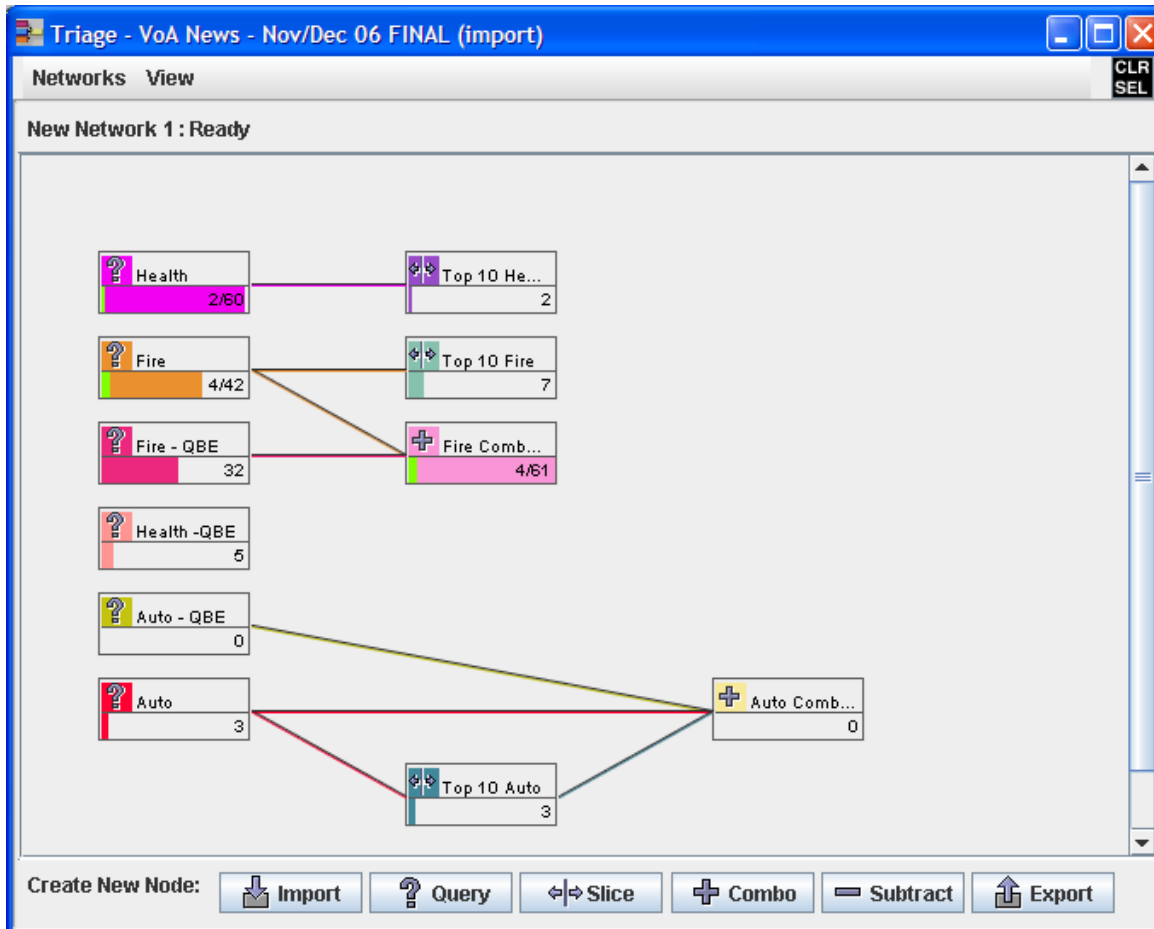 Triage - VoA News - Nov/Dec 06 FINAL (import)
Networks View
CLR
SEL
New Network 1 : Ready
Health
2/60
Top 10 He...
2
Fire
4/42
Top 10 Fire
7
Fire - QBE
32
Fire Comb...
4/61
Health -QBE
5
Auto - QBE
0
Auto
3
Auto Comb...
0
Top 10 Auto
3
Create New Node: Import Query Slice Combo Subtract Export